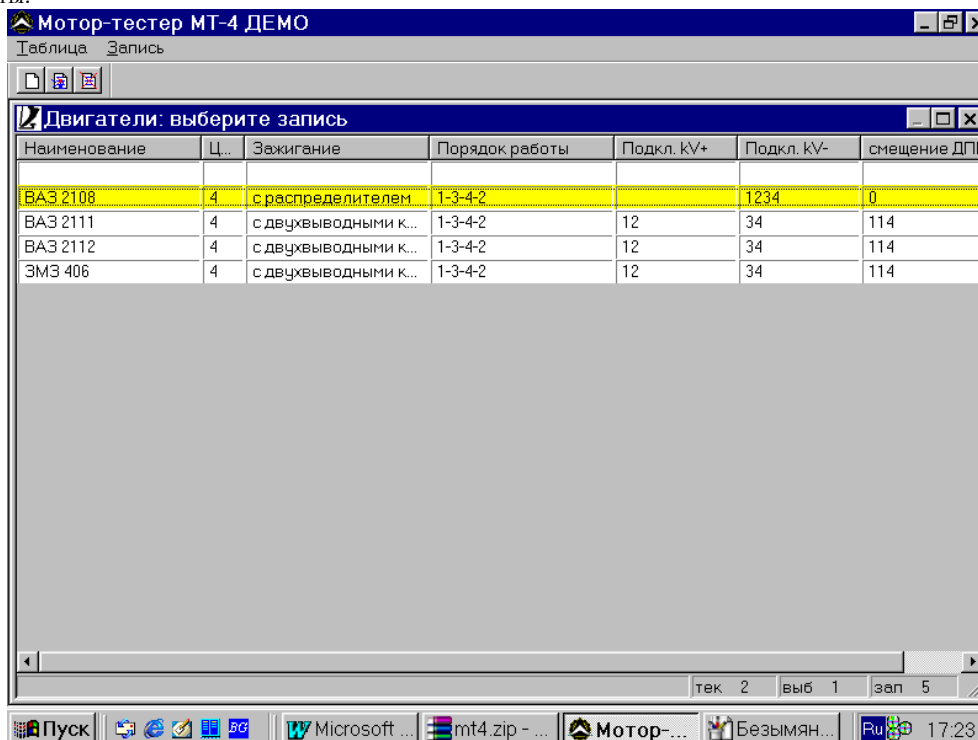 Мотор-тестер МТ-4 ДЕМО
Таблица Запись
Двигатели: выберите запись
Наименование Ц... Зажигание Порядок работы Подкл. kV+ Подкл. kV- смещение ДП
ВАЗ 2108 4 с распределителем 1-3-4-2 1234 0
ВАЗ 2111 4 с двухвыводными к... 1-3-4-2 12 34 114
ВАЗ 2112 4 с двухвыводными к... 1-3-4-2 12 34 114
ЗМЗ 406 4 с двухвыводными к... 1-3-4-2 12 34 114
тек 2 выб 1 зап 5
Пуск BG Microsoft ... mt4.zip - ... Мотор-... Безымян... Ru 17:28